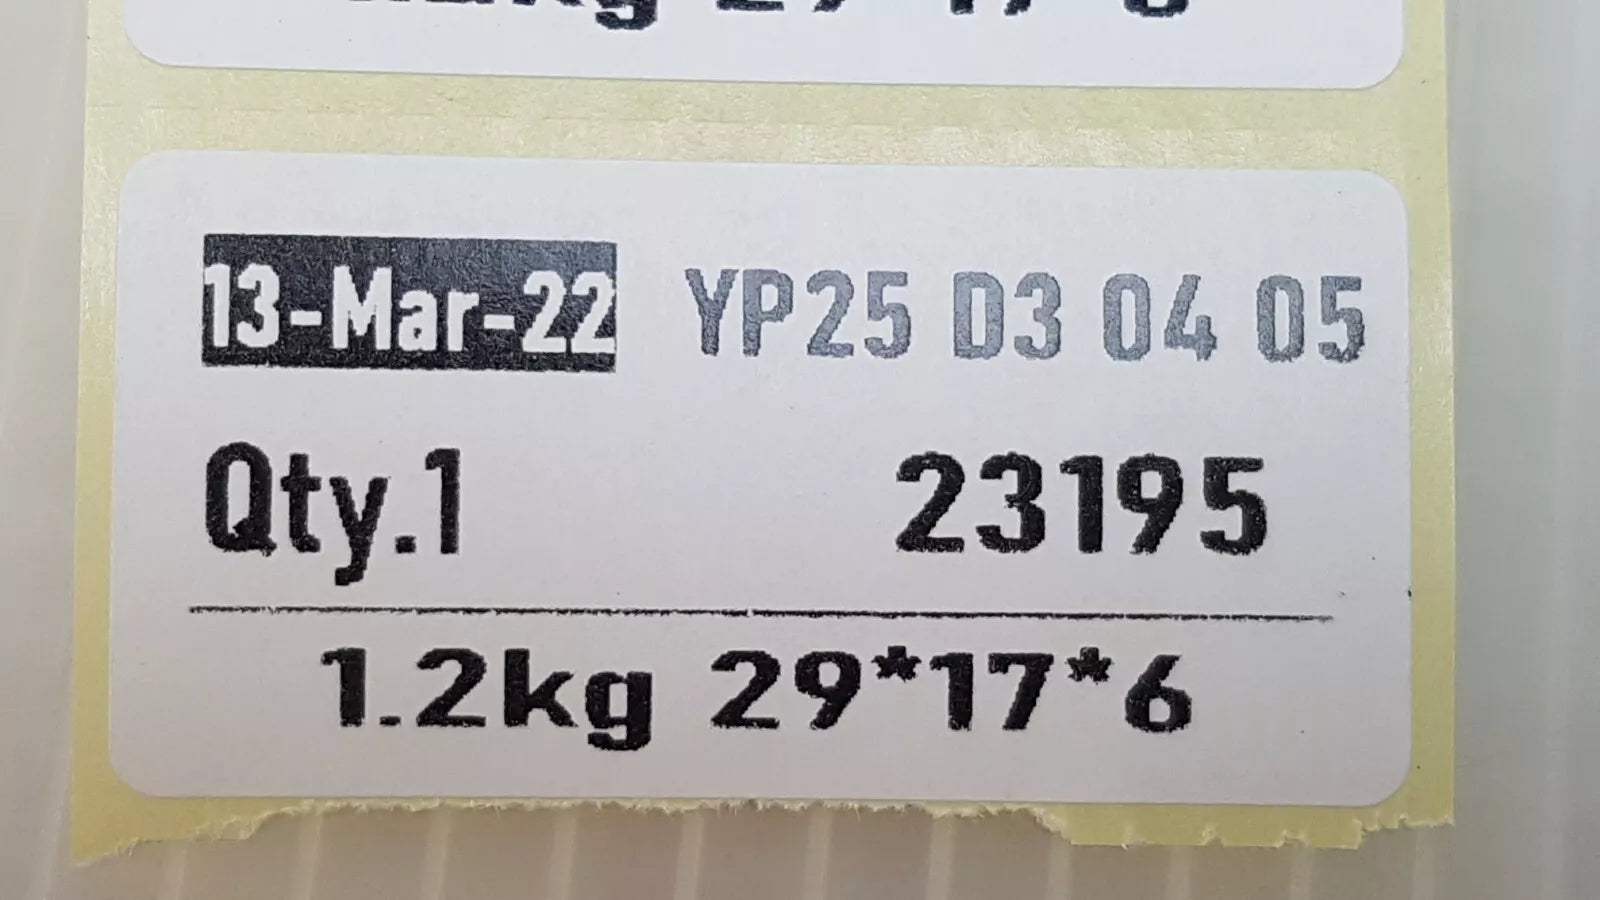 13-Mar-22 YP25 D3 04 05
Qty.1 23195
1.2kg 29*17*6